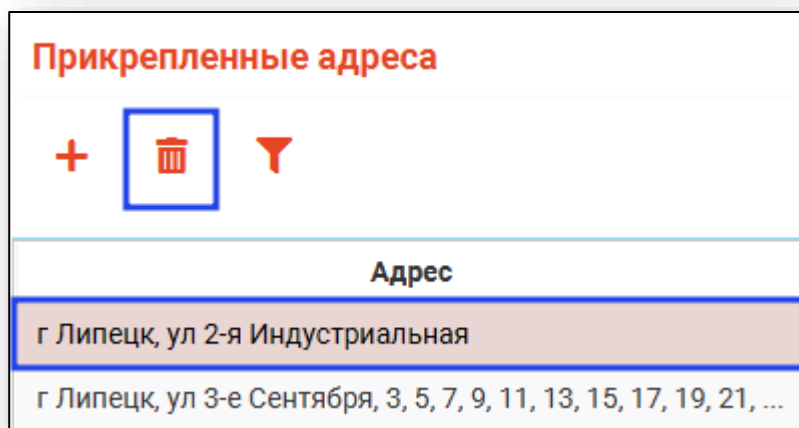 Прикрепленные адреса
Адрес
г Липецк, ул 2-я Индустриальная
г Липецк, ул 3-е Сентября, 3, 5, 7, 9, 11, 13, 15, 17, 19, 21, ...